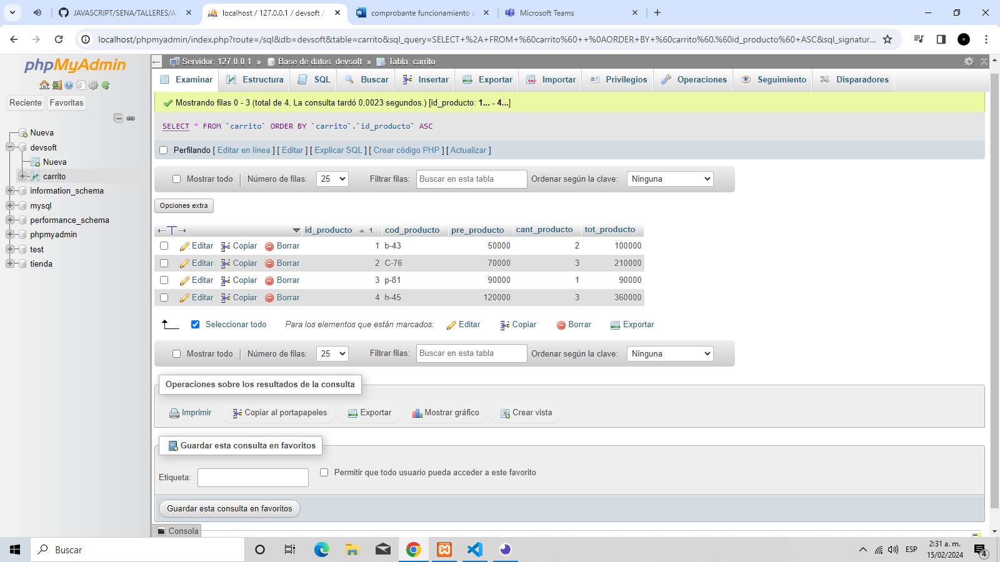 JAVASCRIPT/SENA/TALLERES/A
localhost / 127.0.0.1 / devsoft /
comprobante funcionamiento a
Microsoft Teams
localhost/phpmyadmin/index.php?route=/sql&db=devsoft&table=carrito&sql_query=SELECT+%2A+FROM+%60carrito%60++%0AORDER+BY+%60carrito%60.%60id_producto%60+ASC&sql_signatur...
phpMyAdmin
Reciente
Favoritas
Nueva
devsoft
Nueva
carrito
information_schema
mysql
performance_schema
phpmyadmin
test
tienda
Servidor: 127.0.0.1 » Base de datos: devsoft » Tabla: carrito
Examinar Estructura SQL Buscar Insertar Exportar Importar Privilegios Operaciones Seguimiento Disparadores
Mostrando filas 0 - 3 (total de 4, La consulta tardó 0,0023 segundos.) [id_producto: 1... - 4...]
SELECT * FROM `carrito` ORDER BY `carrito`.`id_producto` ASC
Perfilando [ Editar en línea ] [ Editar ] [ Explicar SQL ] [ Crear código PHP ] [ Actualizar ]
Mostrar todo Número de filas: 25 Filtrar filas: Buscar en esta tabla Ordenar según la clave: Ninguna
Opciones extra
id_producto 1 cod_producto pre_producto cant_producto tot_producto
Editar Copiar Borrar 1 b-43 50000 2 100000
Editar Copiar Borrar 2 C-76 70000 3 210000
Editar Copiar Borrar 3 p-81 90000 1 90000
Editar Copiar Borrar 4 h-45 120000 3 360000
Seleccionar todo Para los elementos que están marcados: Editar Copiar Borrar Exportar
Mostrar todo Número de filas: 25 Filtrar filas: Buscar en esta tabla Ordenar según la clave: Ninguna
Operaciones sobre los resultados de la consulta
Imprimir Copiar al portapapeles Exportar Mostrar gráfico Crear vista
Guardar esta consulta en favoritos
Etiqueta: Permitir que todo usuario pueda acceder a este favorito
Guardar esta consulta en favoritos
Consola
Buscar
ESP
2:31 a. m.
15/02/2024
4